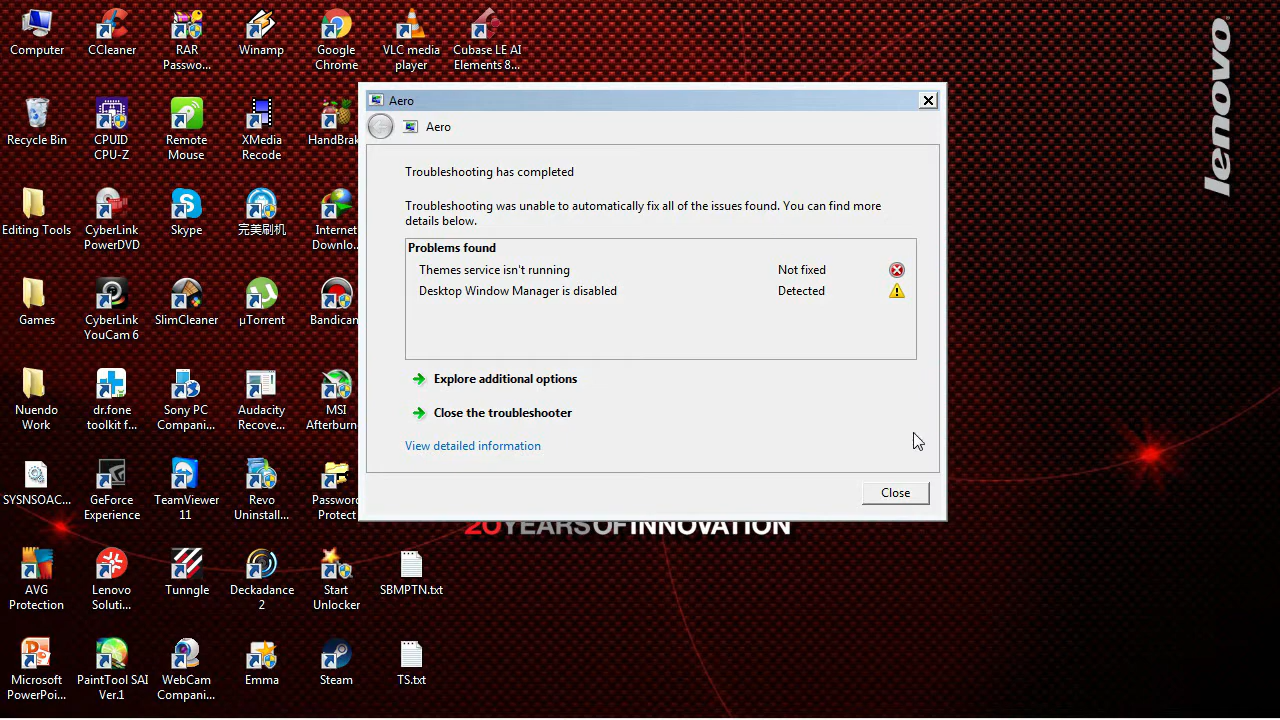 Computer
CCleaner
RAR
Passwo...
Winamp
Google
Chrome
VLC media
player
Cubase LE AI
Elements 8...
lenovo
Recycle Bin
CPUID
CPU-Z
Remote
Mouse
XMedia
Recode
HandBrak
Editing Tools
CyberLink
PowerDVD
Skype
完美刷机
Internet
Downlo...
Games
CyberLink
YouCam 6
SlimCleaner
µTorrent
Bandican
Nuendo
Work
dr.fone
toolkit f...
Sony PC
Compani...
Audacity
Recove...
MSI
Afterburn
SYSNSOAC...
GeForce
Experience
TeamViewer
11
Revo
Uninstall...
Password
Protect
AVG
Protection
Lenovo
Soluti...
Tunngle
Deckadance
2
Start
Unlocker
SBMPTN.txt
Microsoft
PowerPoi...
PaintTool SAI
Ver.1
WebCam
Compani...
Emma
Steam
TS.txt
Aero
Aero
Troubleshooting has completed
Troubleshooting was unable to automatically fix all of the issues found. You can find more
details below.
Problems found
Themes service isn't running Not fixed
Desktop Window Manager is disabled Detected
Explore additional options
Close the troubleshooter
View detailed information
Close
20YEARSOFINNOVATION